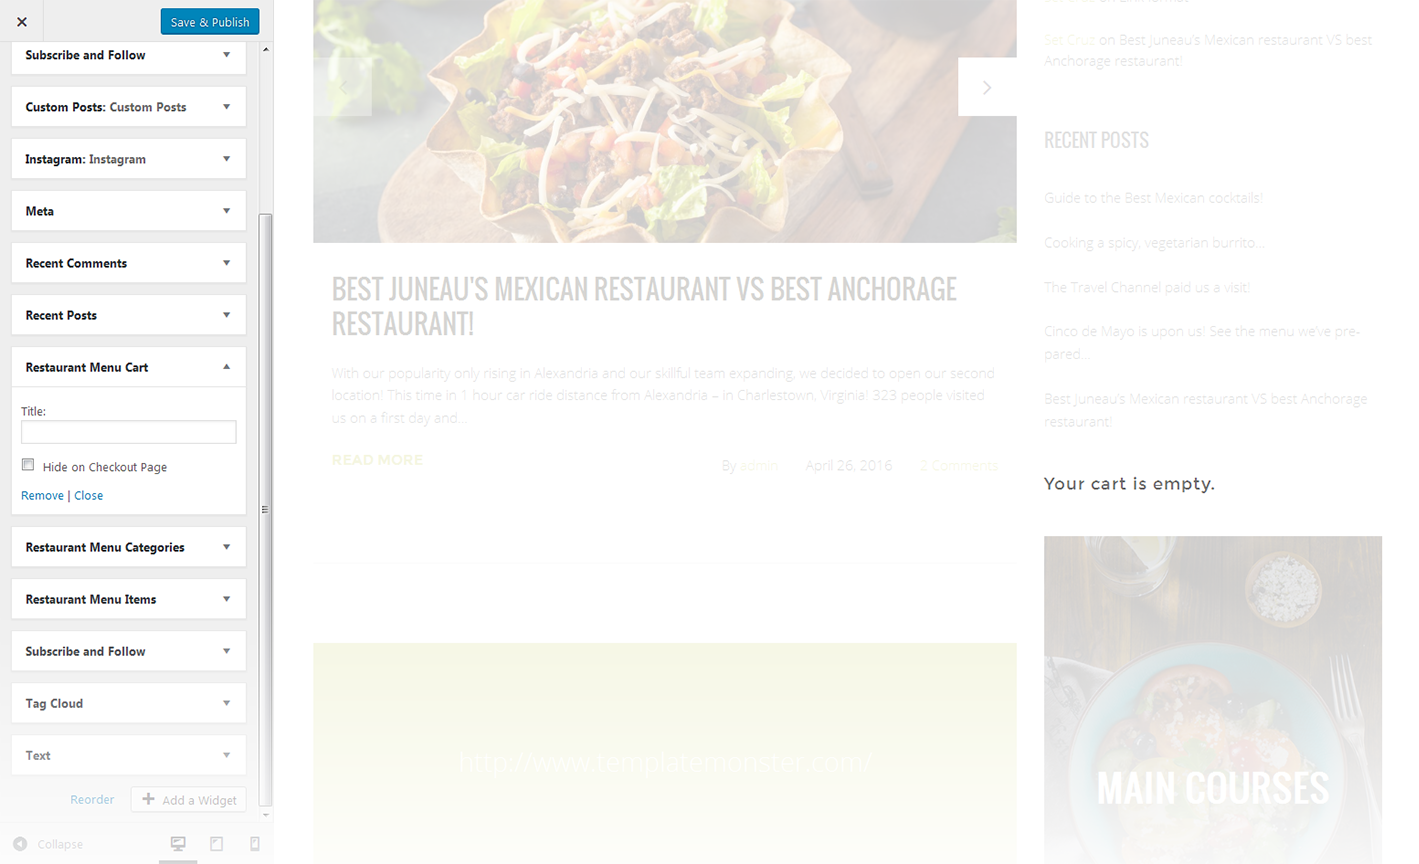 Save & Publish
Subscribe and Follow
Custom Posts: Custom Posts
Instagram: Instagram
Meta
Recent Comments
Recent Posts
Restaurant Menu Cart
Title:
Hide on Checkout Page
Remove | Close
Restaurant Menu Categories
Restaurant Menu Items
Subscribe and Follow
Tag Cloud
Text
Reorder
Add a Widget
Collapse
BEST JUNEAU'S MEXICAN RESTAURANT VS BEST ANCHORAGE
RESTAURANT!
With our popularity only rising in Alexandria and our skillful team expanding, we decided to open our second
location! This time in 1 hour car ride distance from Alexandria – in Charlestown, Virginia! 323 people visited
us on a first day and...
READ MORE
By admin April 26, 2016 2 Comments
http://www.templatemonster.com/
Set Cruz on Best Juneau's Mexican restaurant VS best
Anchorage restaurant!
RECENT POSTS
Guide to the Best Mexican cocktails!
Cooking a spicy, vegetarian burrito...
The Travel Channel paid us a visit!
Cinco de Mayo is upon us! See the menu we've pre-
pared...
Best Juneau's Mexican restaurant VS best Anchorage
restaurant!
Your cart is empty.
MAIN COURSES